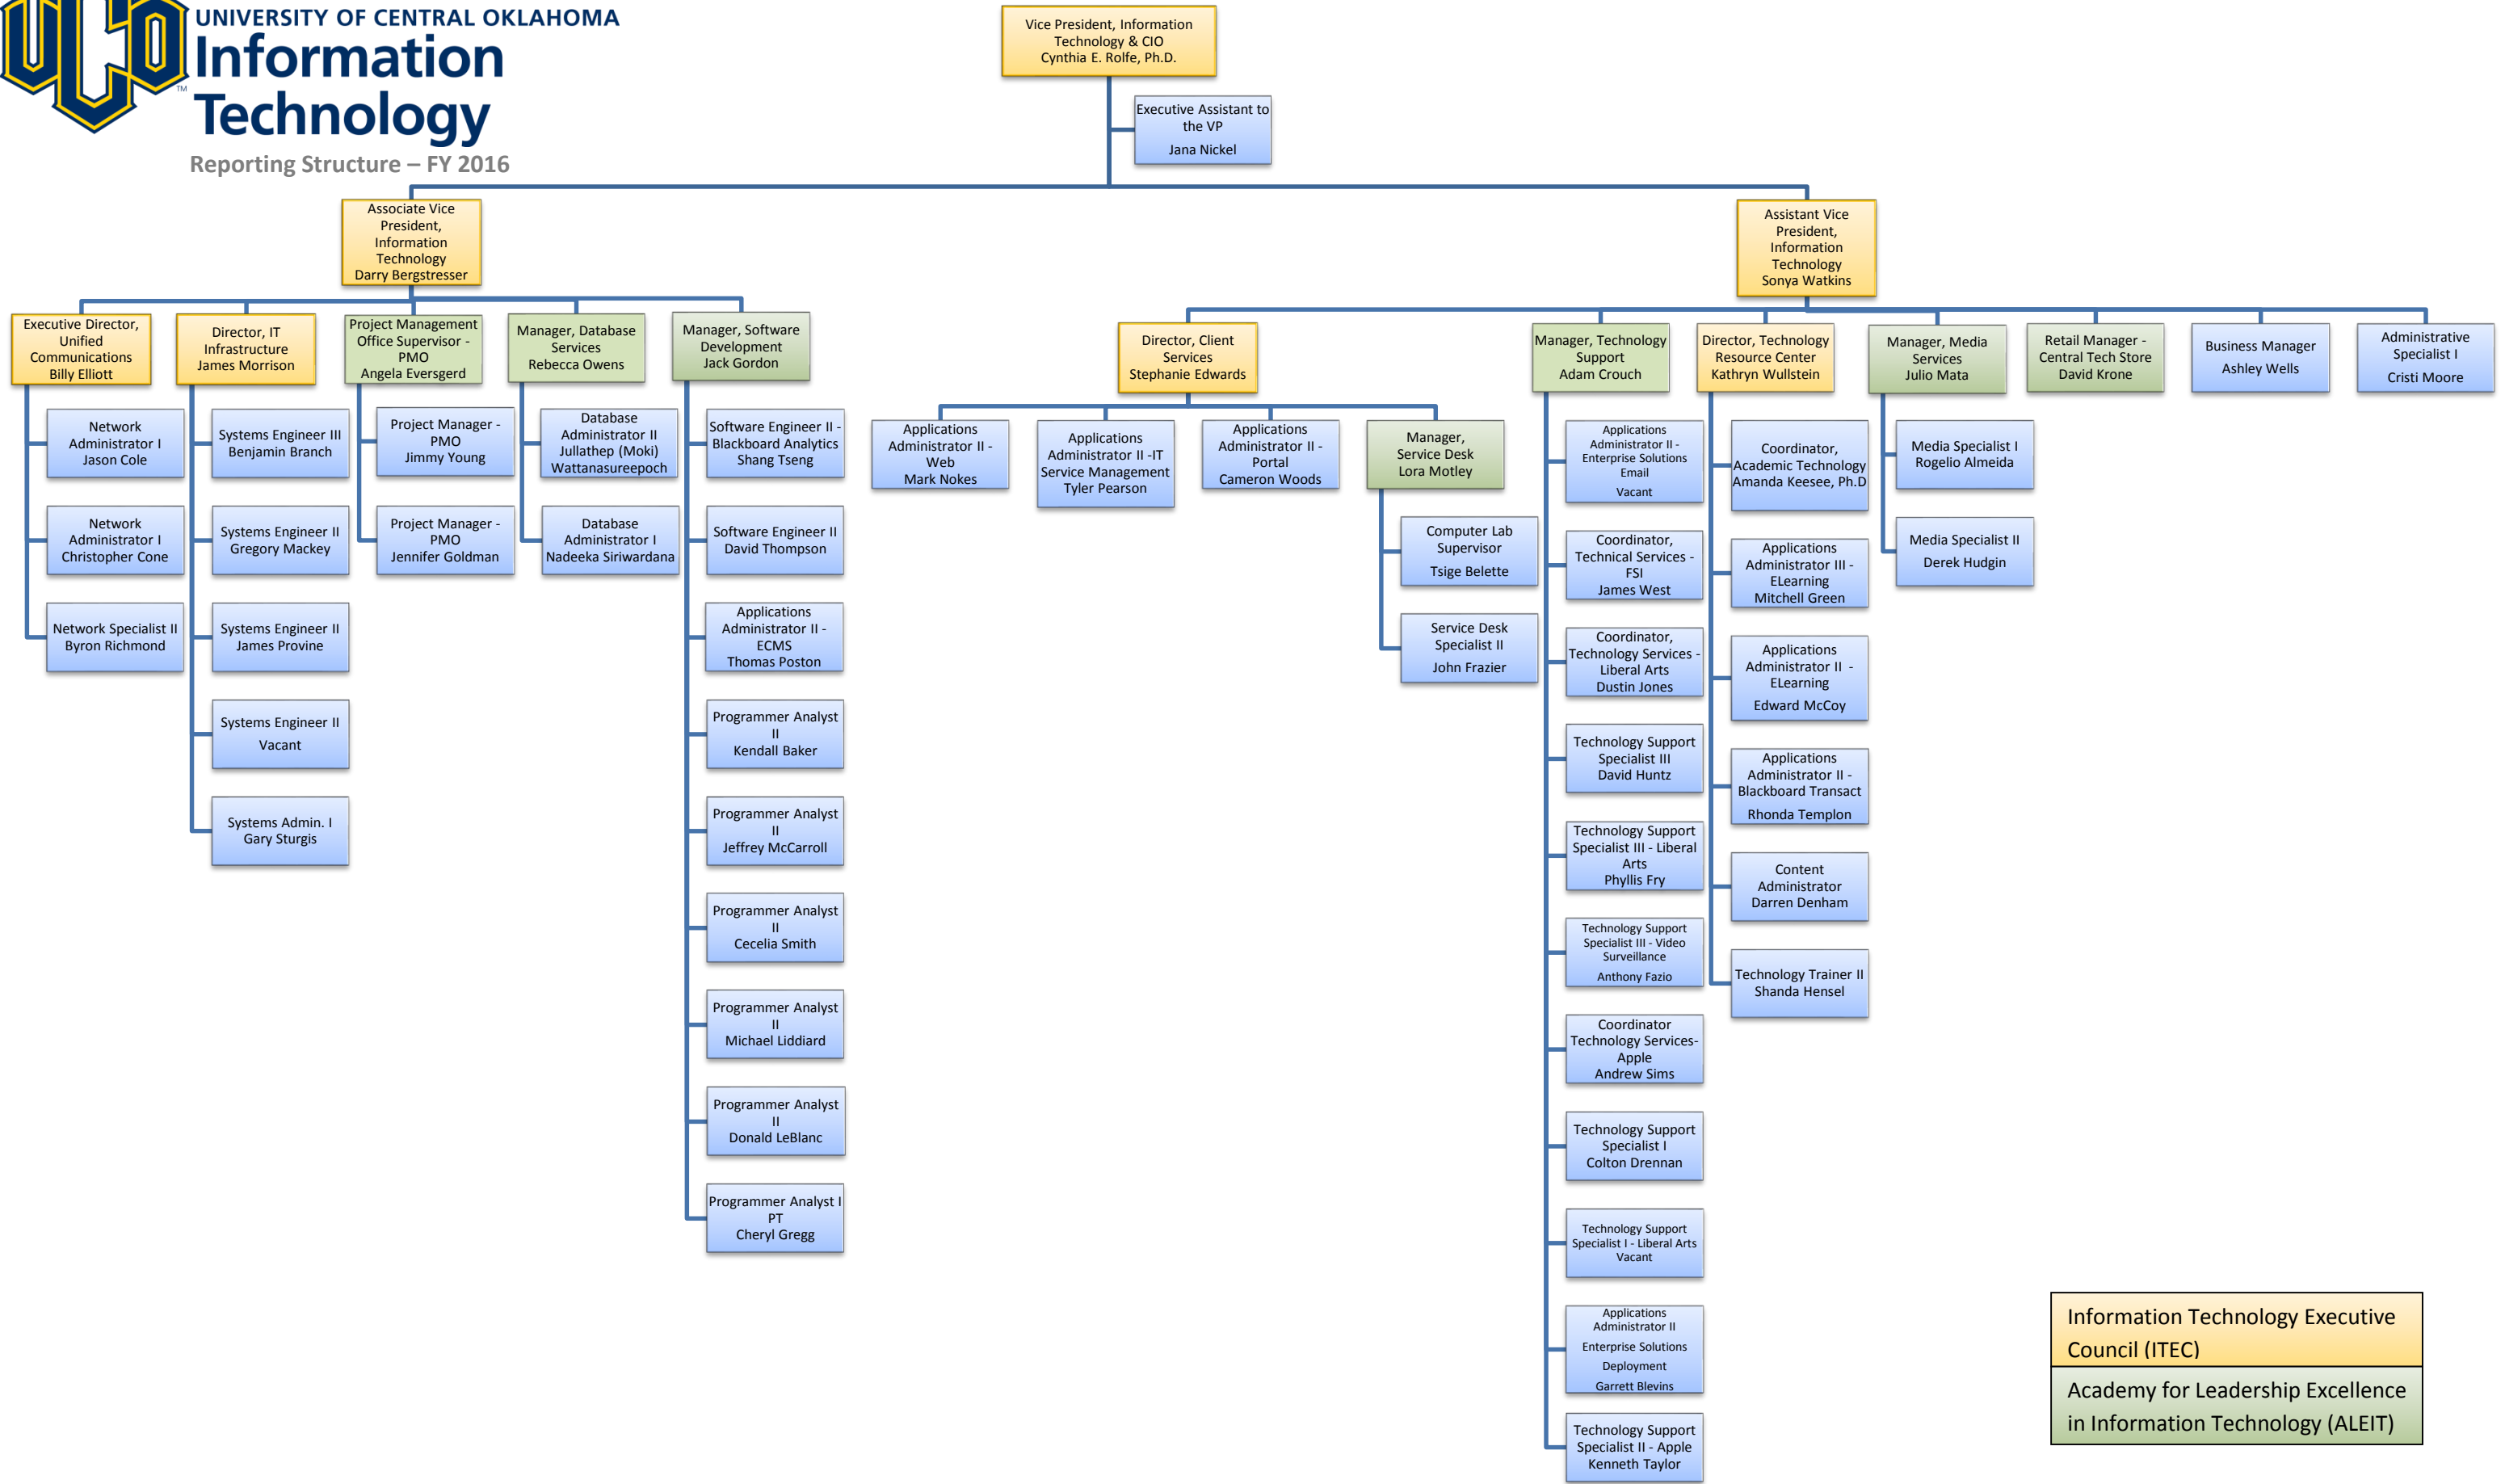 UCO
TM
UNIVERSITY OF CENTRAL OKLAHOMA
Information
Technology
Reporting Structure – FY 2016
Vice President, Information
Technology & CIO
Cynthia E. Rolfe, Ph.D.
Executive Assistant to
the VP
Jana Nickel
Associate Vice
President,
Information
Technology
Darry Bergstresser
Assistant Vice
President,
Information
Technology
Sonya Watkins
Executive Director,
Unified
Communications
Billy Elliott
Director, IT
Infrastructure
James Morrison
Project Management
Office Supervisor -
PMO
Angela Eversgerd
Manager, Database
Services
Rebecca Owens
Manager, Software
Development
Jack Gordon
Director, Client
Services
Stephanie Edwards
Manager, Technology
Support
Adam Crouch
Director, Technology
Resource Center
Kathryn Wullstein
Manager, Media
Services
Julio Mata
Retail Manager -
Central Tech Store
David Krone
Business Manager
Ashley Wells
Administrative
Specialist I
Cristi Moore
Network
Administrator I
Jason Cole
Network
Administrator I
Christopher Cone
Network Specialist II
Byron Richmond
Systems Engineer III
Benjamin Branch
Systems Engineer II
Gregory Mackey
Systems Engineer II
James Provine
Systems Engineer II
Vacant
Systems Admin. I
Gary Sturgis
Project Manager -
PMO
Jimmy Young
Project Manager -
PMO
Jennifer Goldman
Database
Administrator II
Jullathep (Moki)
Wattanasureepoch
Database
Administrator I
Nadeeka Siriwardana
Software Engineer II -
Blackboard Analytics
Shang Tseng
Software Engineer II
David Thompson
Applications
Administrator II -
ECMS
Thomas Poston
Programmer Analyst
II
Kendall Baker
Programmer Analyst
II
Jeffrey McCarroll
Programmer Analyst
II
Cecelia Smith
Programmer Analyst
II
Michael Liddiard
Programmer Analyst
II
Donald LeBlanc
Programmer Analyst I
PT
Cheryl Gregg
Applications
Administrator II -
Web
Mark Nokes
Applications
Administrator II -IT
Service Management
Tyler Pearson
Applications
Administrator II -
Portal
Cameron Woods
Manager,
Service Desk
Lora Motley
Computer Lab
Supervisor
Tsige Belette
Service Desk
Specialist II
John Frazier
Applications
Administrator II -
Enterprise Solutions
Email
Vacant
Coordinator,
Technical Services -
FSI
James West
Coordinator,
Technology Services -
Liberal Arts
Dustin Jones
Technology Support
Specialist III
David Huntz
Technology Support
Specialist III - Liberal
Arts
Phyllis Fry
Technology Support
Specialist III - Video
Surveillance
Anthony Fazio
Coordinator
Technology Services-
Apple
Andrew Sims
Technology Support
Specialist I
Colton Drennan
Technology Support
Specialist I - Liberal Arts
Vacant
Applications
Administrator II
Enterprise Solutions
Deployment
Garrett Blevins
Technology Support
Specialist II - Apple
Kenneth Taylor
Coordinator,
Academic Technology
Amanda Keesee, Ph.D
Applications
Administrator III -
ELearning
Mitchell Green
Applications
Administrator II -
ELearning
Edward McCoy
Applications
Administrator II -
Blackboard Transact
Rhonda Templon
Content
Administrator
Darren Denham
Technology Trainer II
Shanda Hensel
Media Specialist I
Rogelio Almeida
Media Specialist II
Derek Hudgin
Information Technology Executive
Council (ITEC)
Academy for Leadership Excellence
in Information Technology (ALEIT)